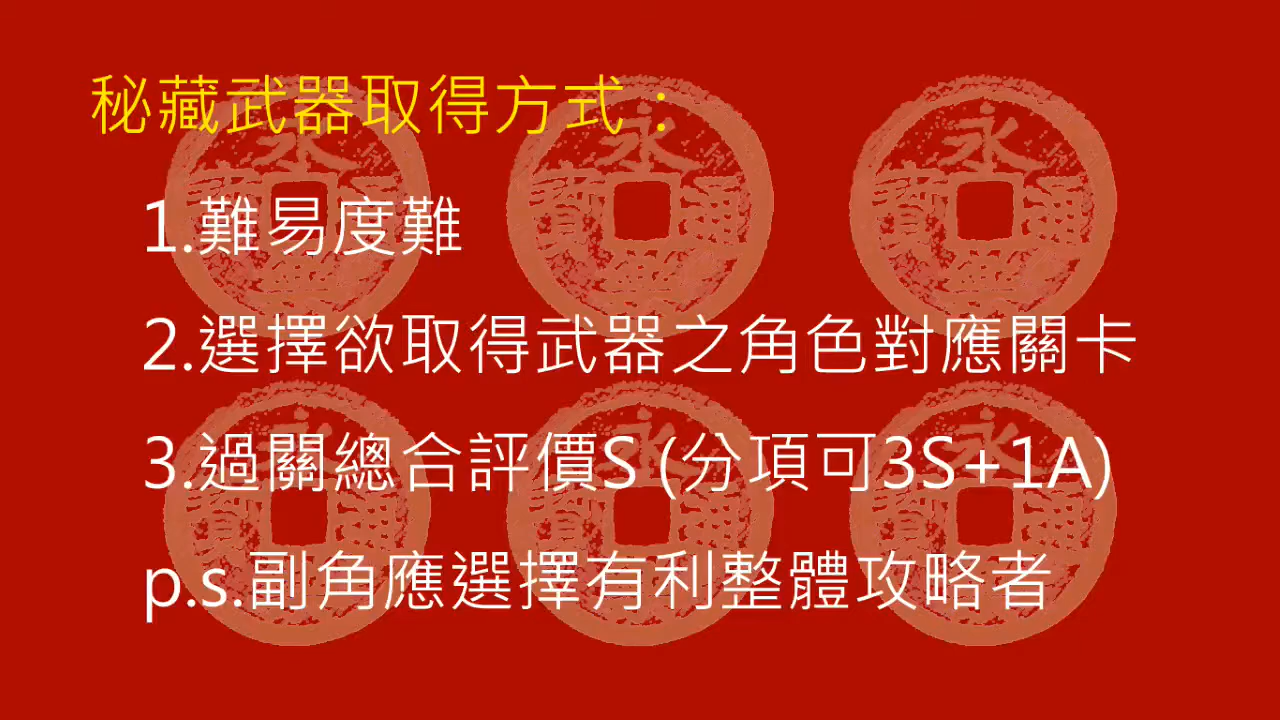 秘藏武器取得方式：
1.難易度難
2.選擇欲取得武器之角色對應關卡
3.過關總合評價S (分項可3S+1A)
p.s.副角應選擇有利整體攻略者